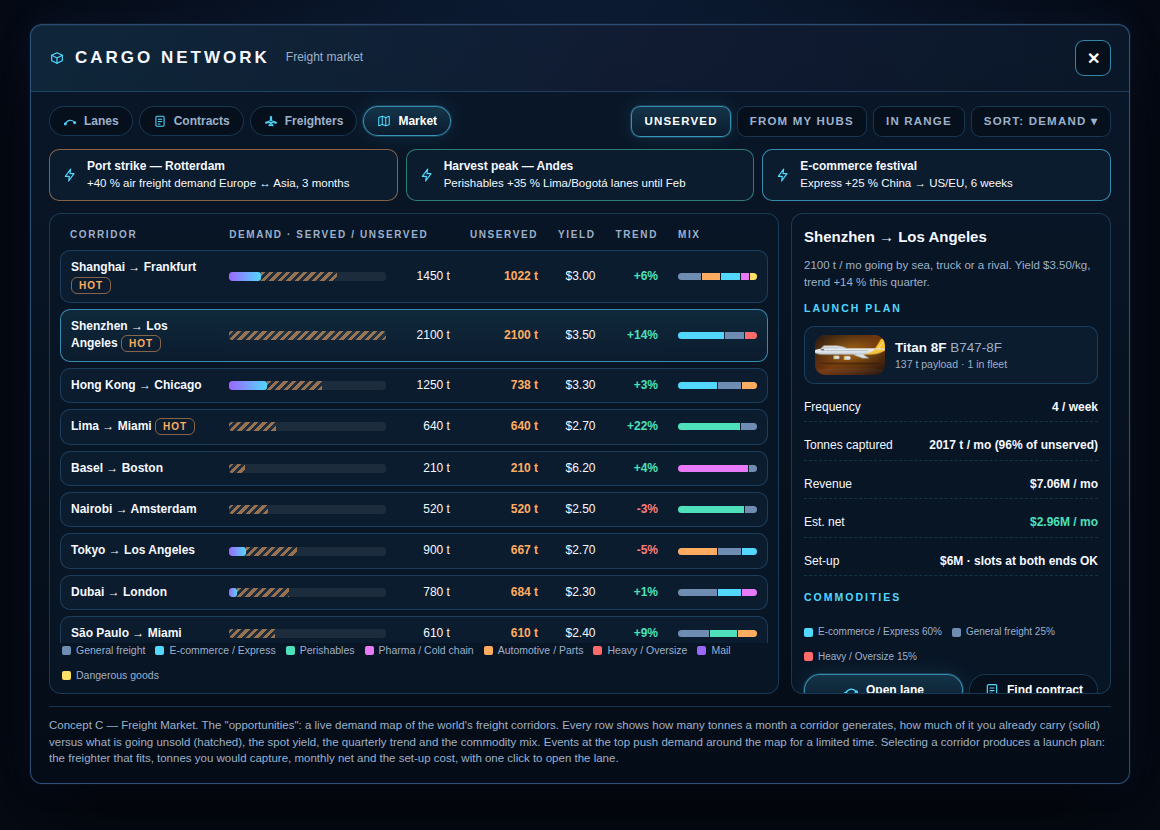 CARGO NETWORK Freight market ✕
Lanes Contracts Freighters Market UNSERVED FROM MY HUBS IN RANGE SORT: DEMAND ▾
Port strike — Rotterdam
+40 % air freight demand Europe ↔ Asia, 3 months
Harvest peak — Andes
Perishables +35 % Lima/Bogotá lanes until Feb
E-commerce festival
Express +25 % China → US/EU, 6 weeks
CORRIDOR DEMAND · SERVED / UNSERVED UNSERVED YIELD TREND MIX
Shanghai → Frankfurt HOT 1450 t 1022 t $3.00 +6%
Shenzhen → Los Angeles HOT 2100 t 2100 t $3.50 +14%
Hong Kong → Chicago 1250 t 738 t $3.30 +3%
Lima → Miami HOT 640 t 640 t $2.70 +22%
Basel → Boston 210 t 210 t $6.20 +4%
Nairobi → Amsterdam 520 t 520 t $2.50 -3%
Tokyo → Los Angeles 900 t 667 t $2.70 -5%
Dubai → London 780 t 684 t $2.30 +1%
São Paulo → Miami 610 t 610 t $2.40 +9%
General freight E-commerce / Express Perishables Pharma / Cold chain Automotive / Parts Heavy / Oversize Mail
Dangerous goods
Shenzhen → Los Angeles
2100 t / mo going by sea, truck or a rival. Yield $3.50/kg,
trend +14 % this quarter.
LAUNCH PLAN
Titan 8F B747-8F
137 t payload · 1 in fleet
Frequency 4 / week
Tonnes captured 2017 t / mo (96% of unserved)
Revenue $7.06M / mo
Est. net $2.96M / mo
Set-up $6M · slots at both ends OK
COMMODITIES
E-commerce / Express 60% General freight 25%
Heavy / Oversize 15%
Open lane Find contract
Concept C — Freight Market. The "opportunities": a live demand map of the world's freight corridors. Every row shows how many tonnes a month a corridor generates, how much of it you already carry (solid)
versus what is going unsold (hatched), the spot yield, the quarterly trend and the commodity mix. Events at the top push demand around the map for a limited time. Selecting a corridor produces a launch plan:
the freighter that fits, tonnes you would capture, monthly net and the set-up cost, with one click to open the lane.